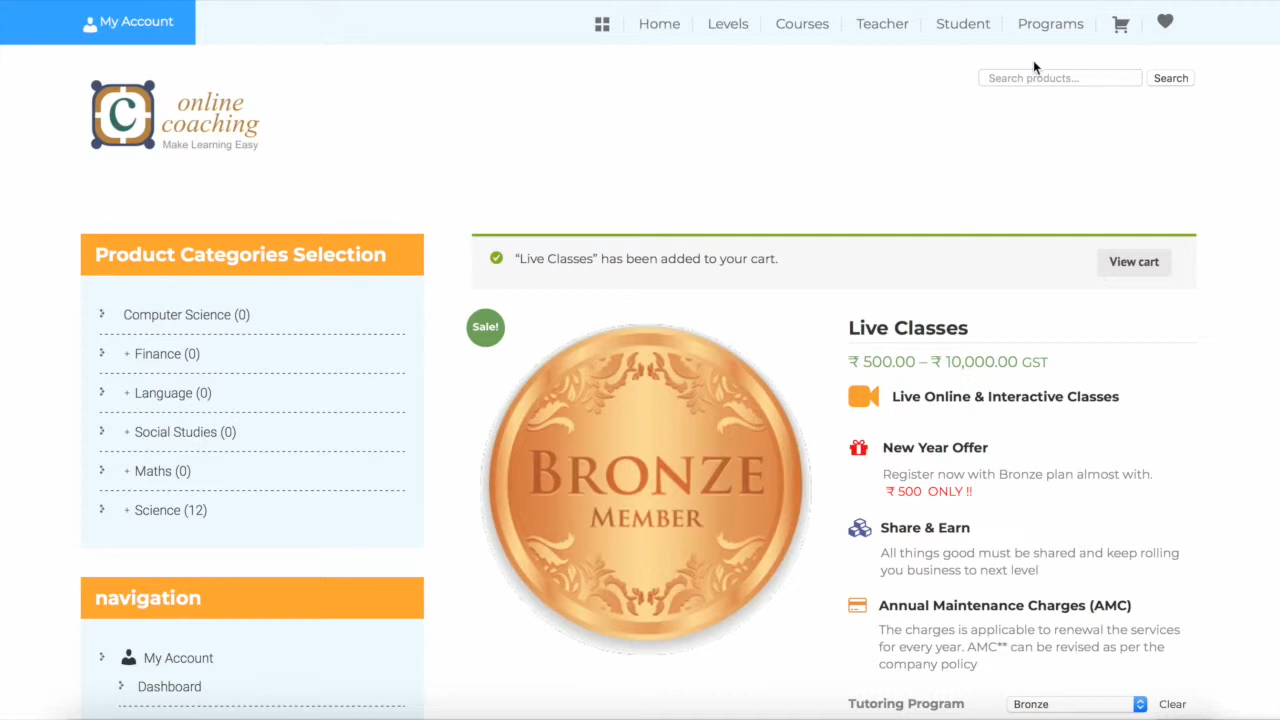 My Account
Home
Levels
Courses
Teacher
Student
Programs
Search products...
Search
C
online
coaching
Make Learning Easy
Product Categories Selection
Computer Science (0)
+ Finance (0)
+ Language (0)
+ Social Studies (0)
+ Maths (0)
+ Science (12)
navigation
My Account
Dashboard
“Live Classes” has been added to your cart.
View cart
Sale!
BRONZE
MEMBER
Live Classes
₹ 500.00 – ₹ 10,000.00 GST
Live Online & Interactive Classes
New Year Offer
Register now with Bronze plan almost with.
₹ 500 ONLY !!
Share & Earn
All things good must be shared and keep rolling
you business to next level
Annual Maintenance Charges (AMC)
The charges is applicable to renewal the services
for every year. AMC** can be revised as per the
company policy
Tutoring Program
Bronze
Clear